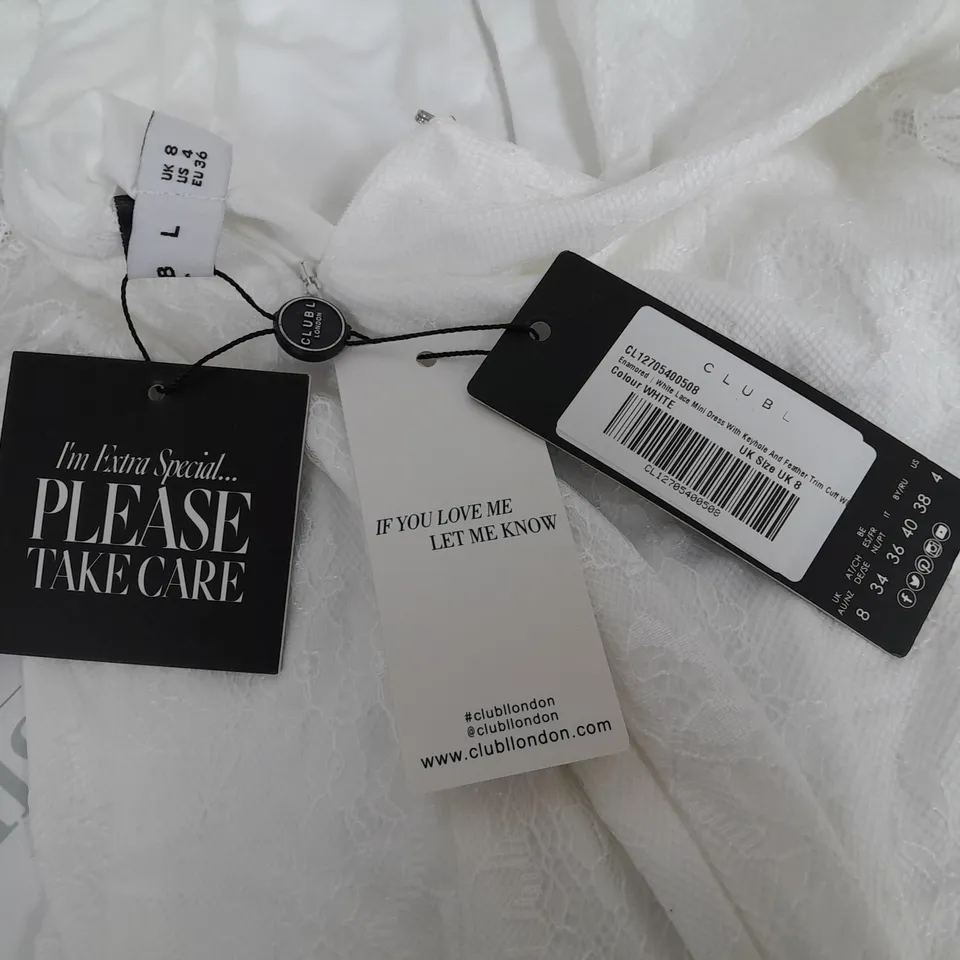 UK 8
US 4
EU 36
B L
CLUBL
LONDON
I'm Extra Special...
PLEASE
TAKE CARE
IF YOU LOVE ME
LET ME KNOW
#clubllondon
@clubllondon
www.clubllondon.com
CLUBL
CL12705400508
Enamored | White Lace Mini Dress With Keyhole And Feather Trim Cuff W
Colour WHITE
UK Size UK 8
CL12705400508
UK AU/NZ 8
AT/CH DE/SE 34
BE ES/FR NL/PT 36
IT 40
BY/RU 38
US 4